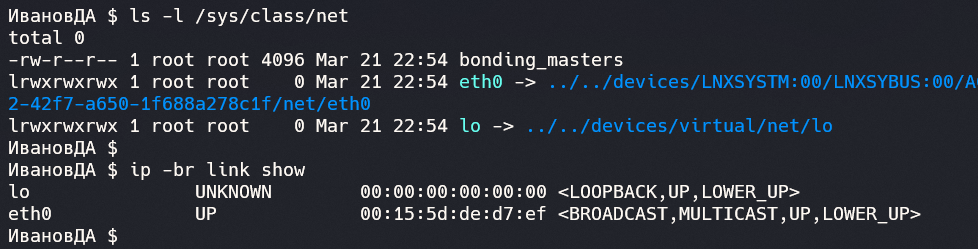 ИвановДА $ ls -l /sys/class/net
total 0
-rw-r--r-- 1 root root 4096 Mar 21 22:54 bonding_masters
lrwxrwxrwx 1 root root    0 Mar 21 22:54 eth0 -> ../../devices/LNXSYSTM:00/LNXSYBUS:00/A
2-42f7-a650-1f688a278c1f/net/eth0
lrwxrwxrwx 1 root root    0 Mar 21 22:54 lo -> ../../devices/virtual/net/lo
ИвановДА $
ИвановДА $ ip -br link show
lo               UNKNOWN        00:00:00:00:00:00 <LOOPBACK,UP,LOWER_UP>
eth0             UP             00:15:5d:de:d7:ef <BROADCAST,MULTICAST,UP,LOWER_UP>
ИвановДА $